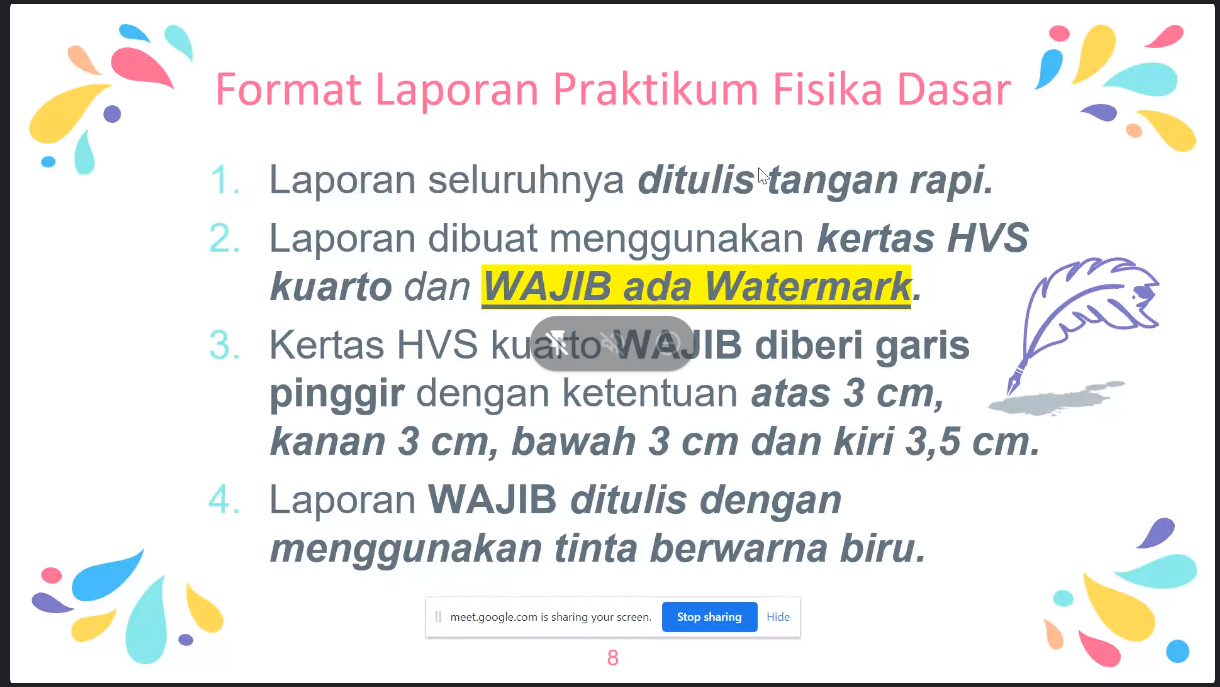 Format Laporan Praktikum Fisika Dasar
1. Laporan seluruhnya ditulis tangan rapi.
2. Laporan dibuat menggunakan kertas HVS
kuarto dan WAJIB ada Watermark.
3. Kertas HVS kuarto WAJIB diberi garis
pinggir dengan ketentuan atas 3 cm,
kanan 3 cm, bawah 3 cm dan kiri 3,5 cm.
4. Laporan WAJIB ditulis dengan
menggunakan tinta berwarna biru.
meet.google.com is sharing your screen. Stop sharing Hide
8